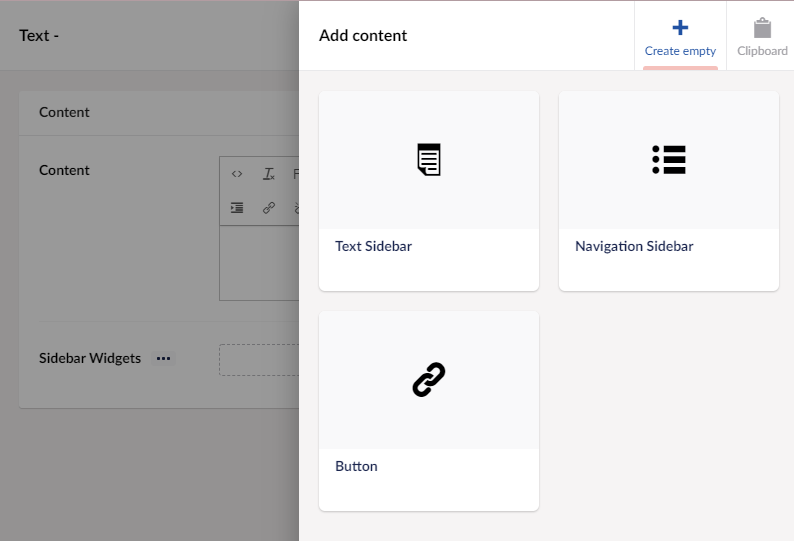 Text -
Add content
Create empty
Clipboard
Content
Content
Text Sidebar
Navigation Sidebar
Sidebar Widgets
Button